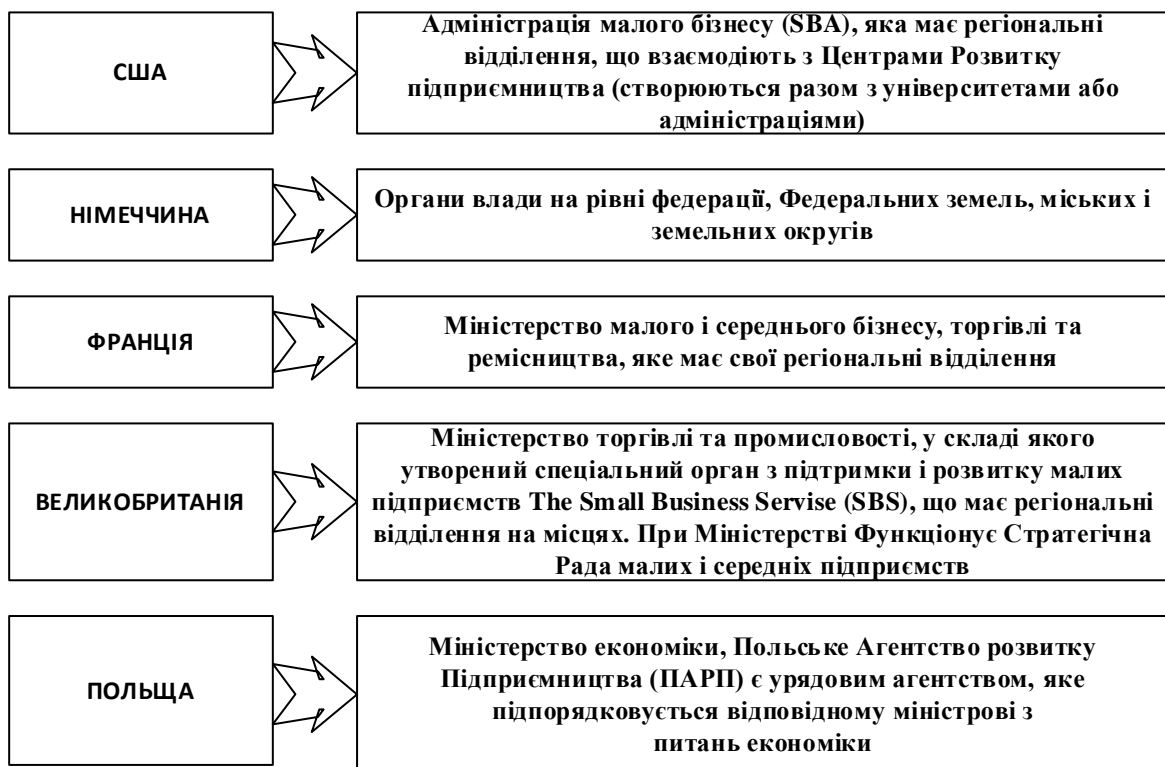 США
Адміністрація малого бізнесу (SBA), яка має регіональні
відділення, що взаємодіють з Центрами Розвитку
підприємництва (створюються разом з університетами або
адміністраціями)
НІМЕЧЧИНА
Органи влади на рівні федерації, Федеральних земель, міських і
земельних округів
ФРАНЦІЯ
Міністерство малого і середнього бізнесу, торгівлі та
ремісництва, яке має свої регіональні відділення
ВЕЛИКОБРИТАНІЯ
Міністерство торгівлі та промисловості, у складі якого
утворений спеціальний орган з підтримки і розвитку малих
підприємств The Small Business Servise (SBS), що має регіональні
відділення на місцях. При Міністерстві Функціонує Стратегічна
Рада малих і середніх підприємств
ПОЛЬЩА
Міністерство економіки, Польське Агентство розвитку
Підприємництва (ПАРП) є урядовим агентством, яке
підпорядковується відповідному міністрові з
питань економіки